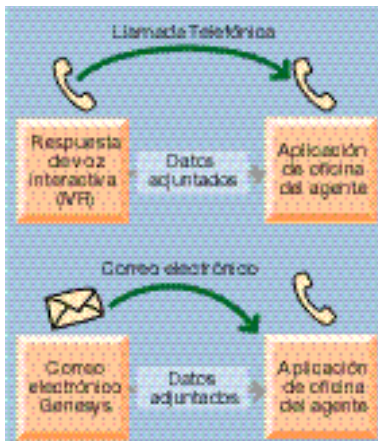 Llamada Telefónica
Respuesta
de voz
interactiva
(IVR)
Datos
adjuntados
Aplicación
de oficina
del agente
Correo electrónico
Correo
electrónico
Genesys
Datos
adjuntados
Aplicación
de oficina
del agente